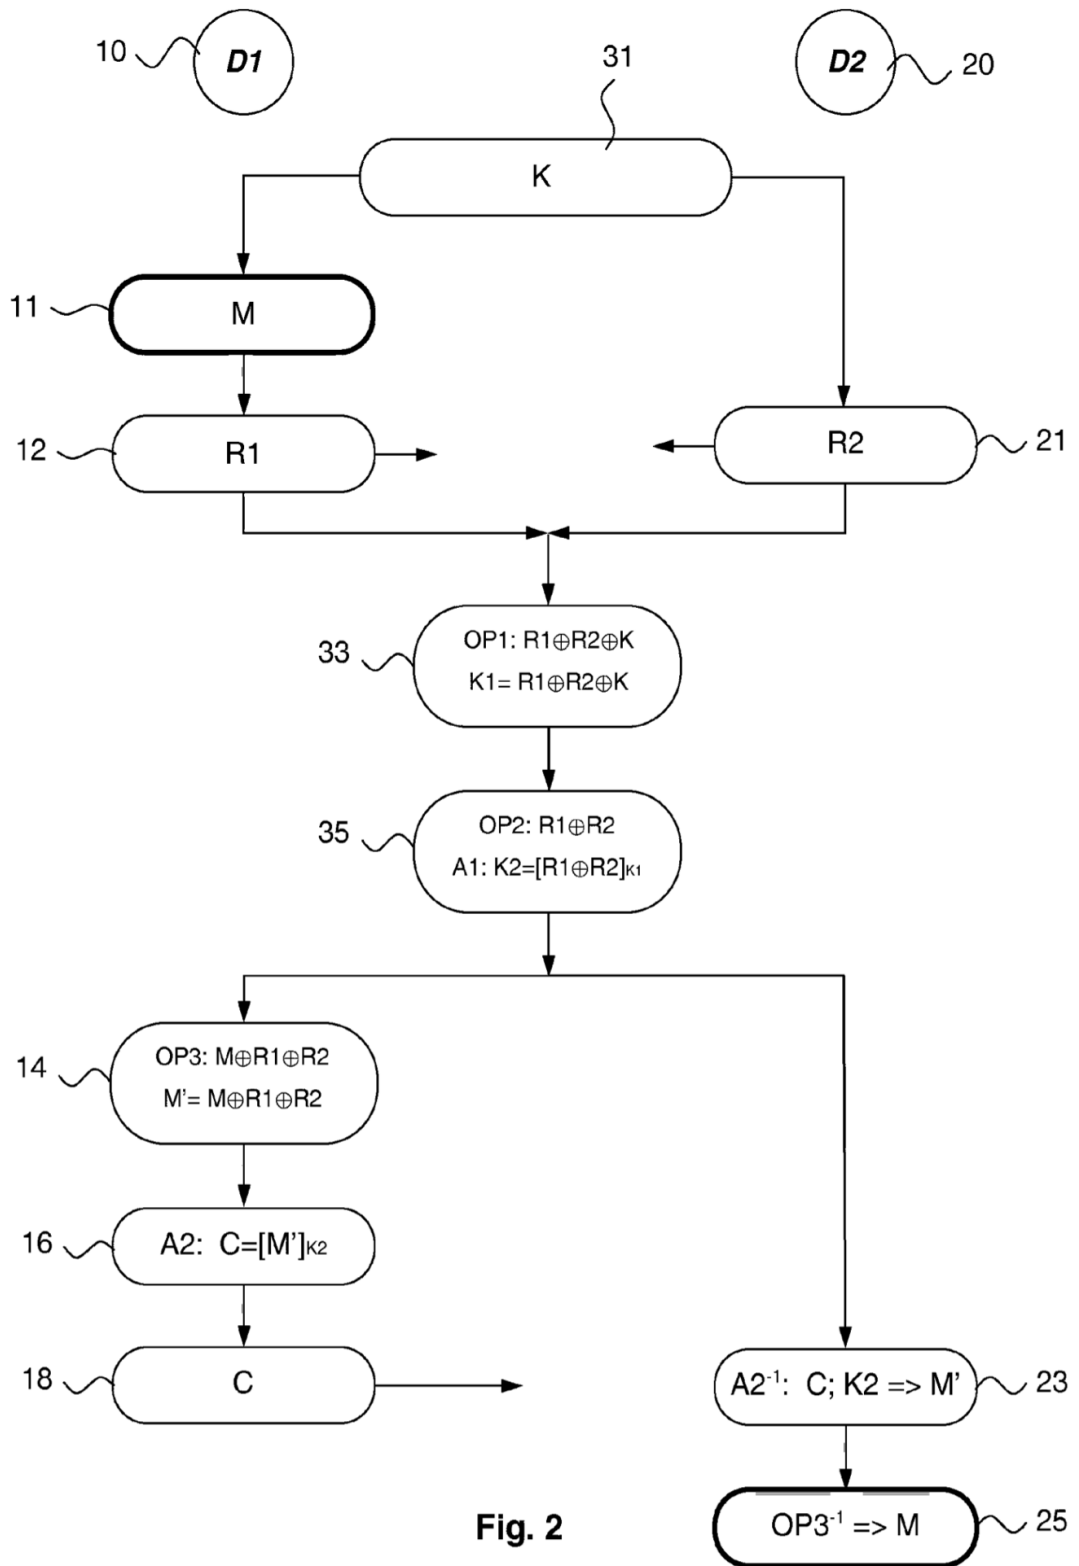 10
D1
31
D2
20
K
11
M
12
R1
R2
21
33
OP1: R1⊕R2⊕K
K1= R1⊕R2⊕K
35
OP2: R1⊕R2
A1: K2=[R1⊕R2]K1
14
OP3: M⊕R1⊕R2
M'= M⊕R1⊕R2
16
A2: C=[M']K2
18
C
A2⁻¹: C; K2 => M'
23
OP3⁻¹ => M
25
Fig. 2